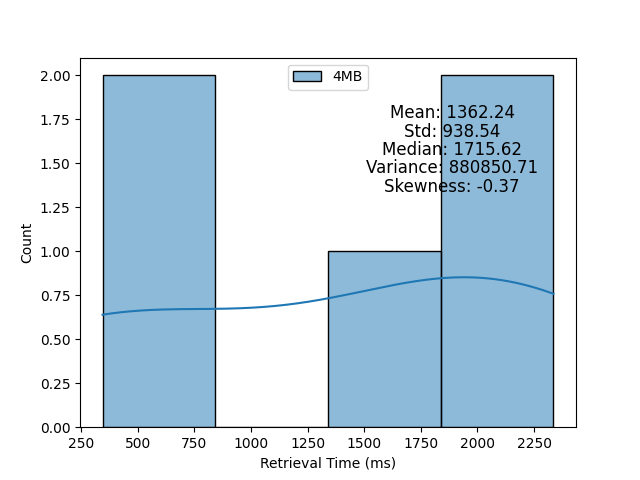 4MB
Mean: 1362.24
Std: 938.54
Median: 1715.62
Variance: 880850.71
Skewness: -0.37
Count
2.00
1.75
1.50
1.25
1.00
0.75
0.50
0.25
0.00
250 500 750 1000 1250 1500 1750 2000 2250
Retrieval Time (ms)